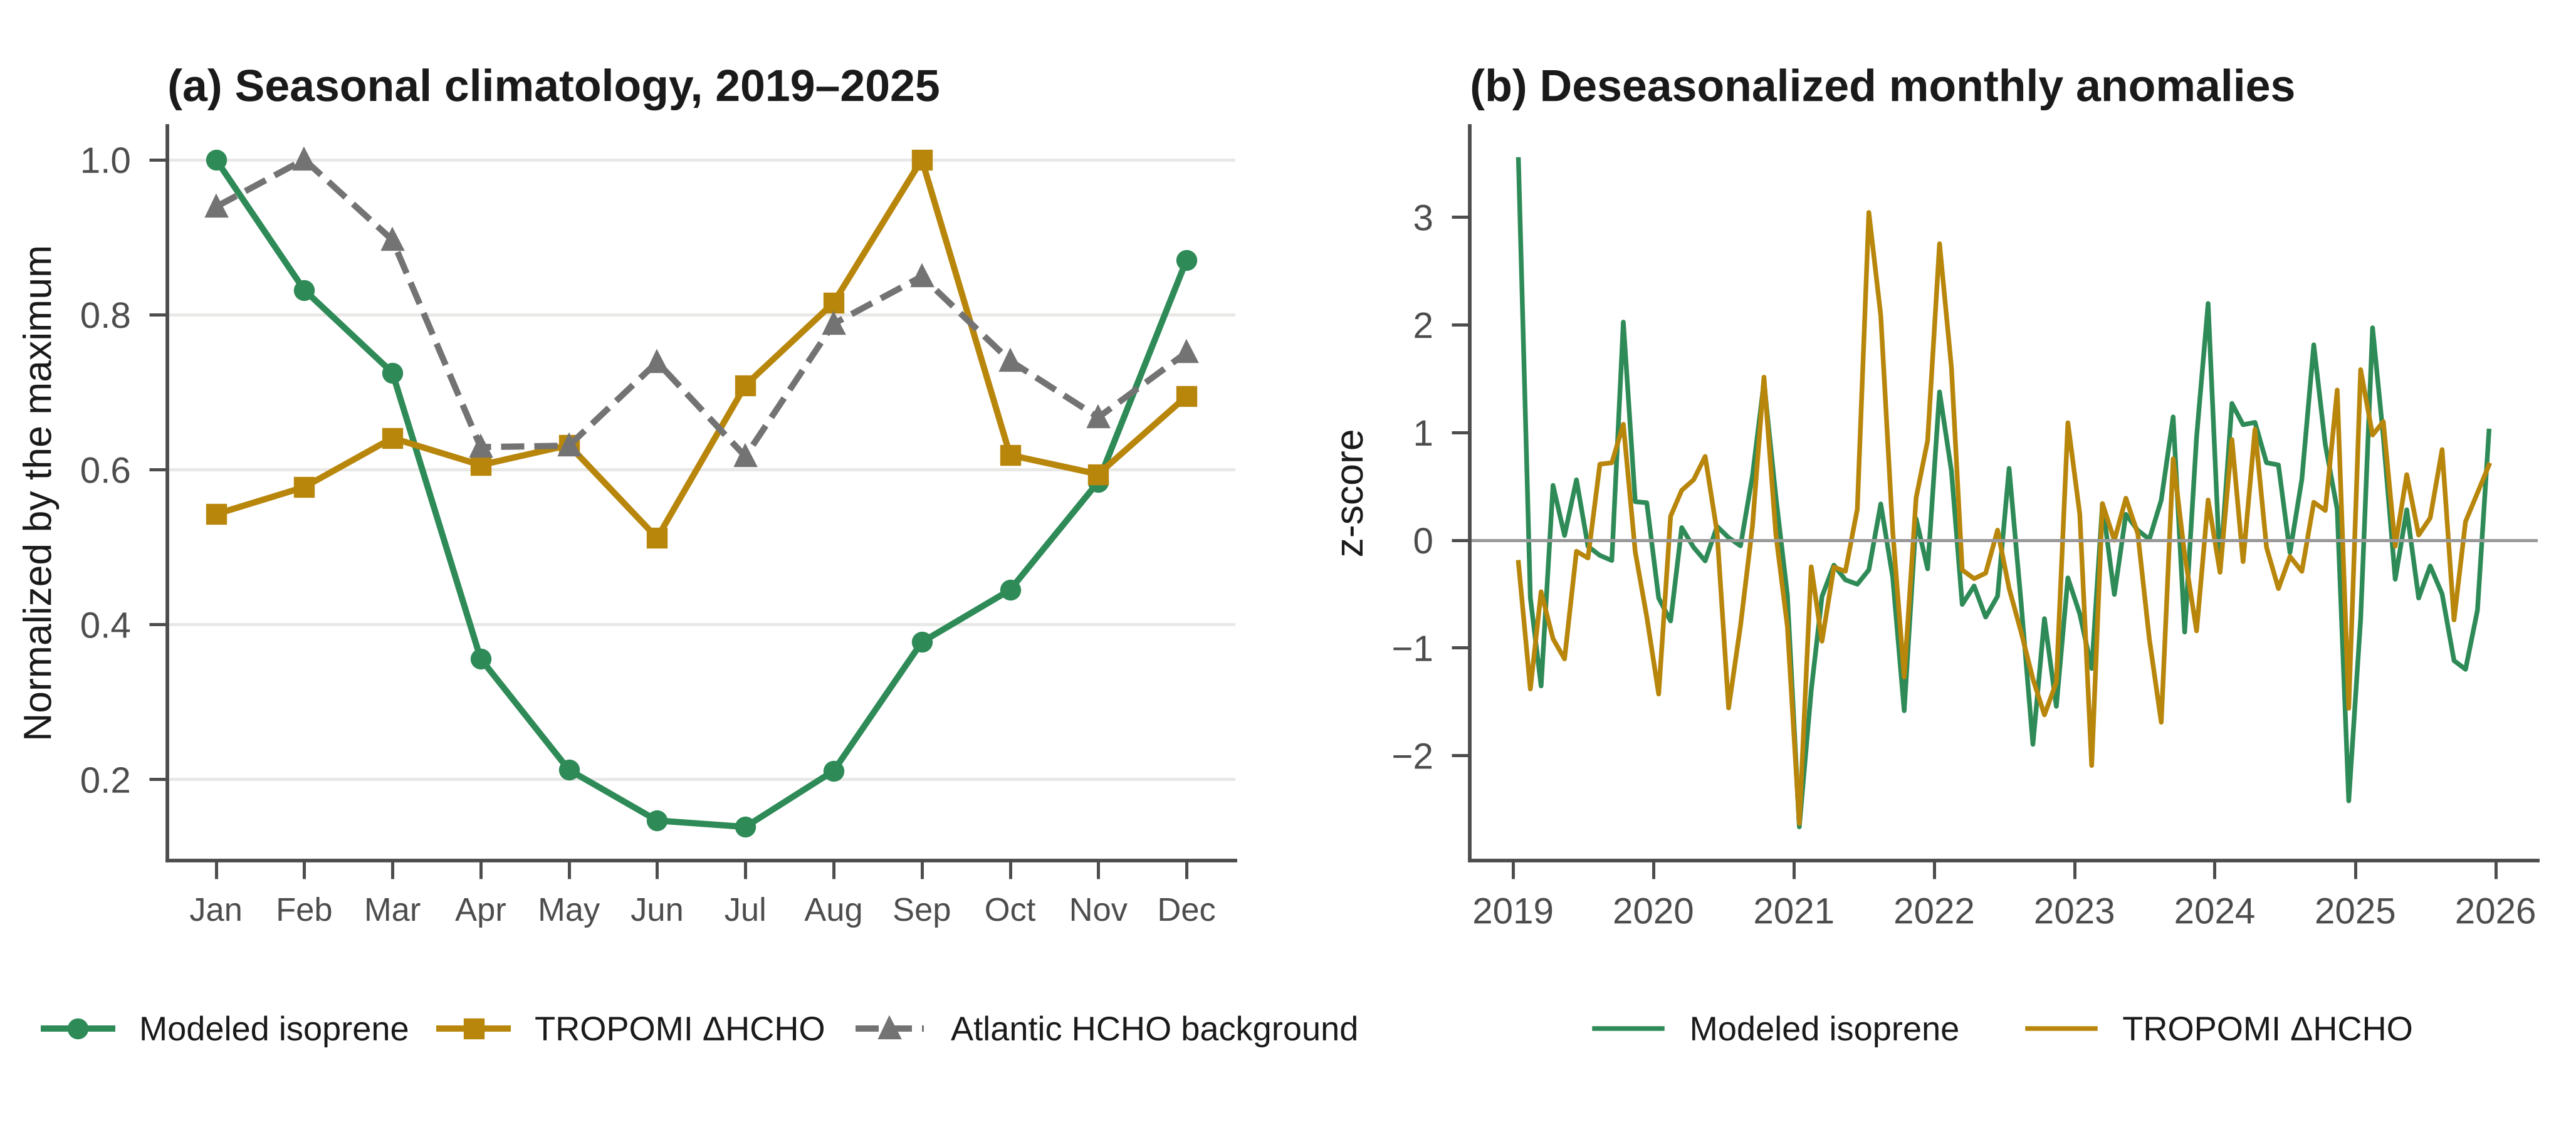 (a) Seasonal climatology, 2019–2025
Normalized by the maximum
1.0
0.8
0.6
0.4
0.2
Jan Feb Mar Apr May Jun Jul Aug Sep Oct Nov Dec
Modeled isoprene TROPOMI ΔHCHO Atlantic HCHO background
(b) Deseasonalized monthly anomalies
z-score
3
2
1
0
−1
−2
2019 2020 2021 2022 2023 2024 2025 2026
Modeled isoprene TROPOMI ΔHCHO